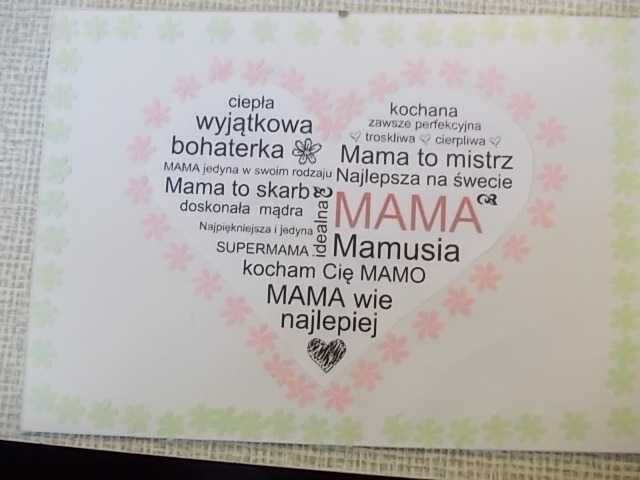 ciepła
wyjątkowa
bohaterka
MAMA jedyna w swoim rodzaju
Mama to skarb
doskonała mądra
Najpiękniejsza i jedyna
SUPERMAMA
idealna
kochana
zawsze perfekcyjna
troskliwa cierpliwa
Mama to mistrz
Najlepsza na świecie
MAMA
Mamusia
kocham Cię MAMO
MAMA wie
najlepiej